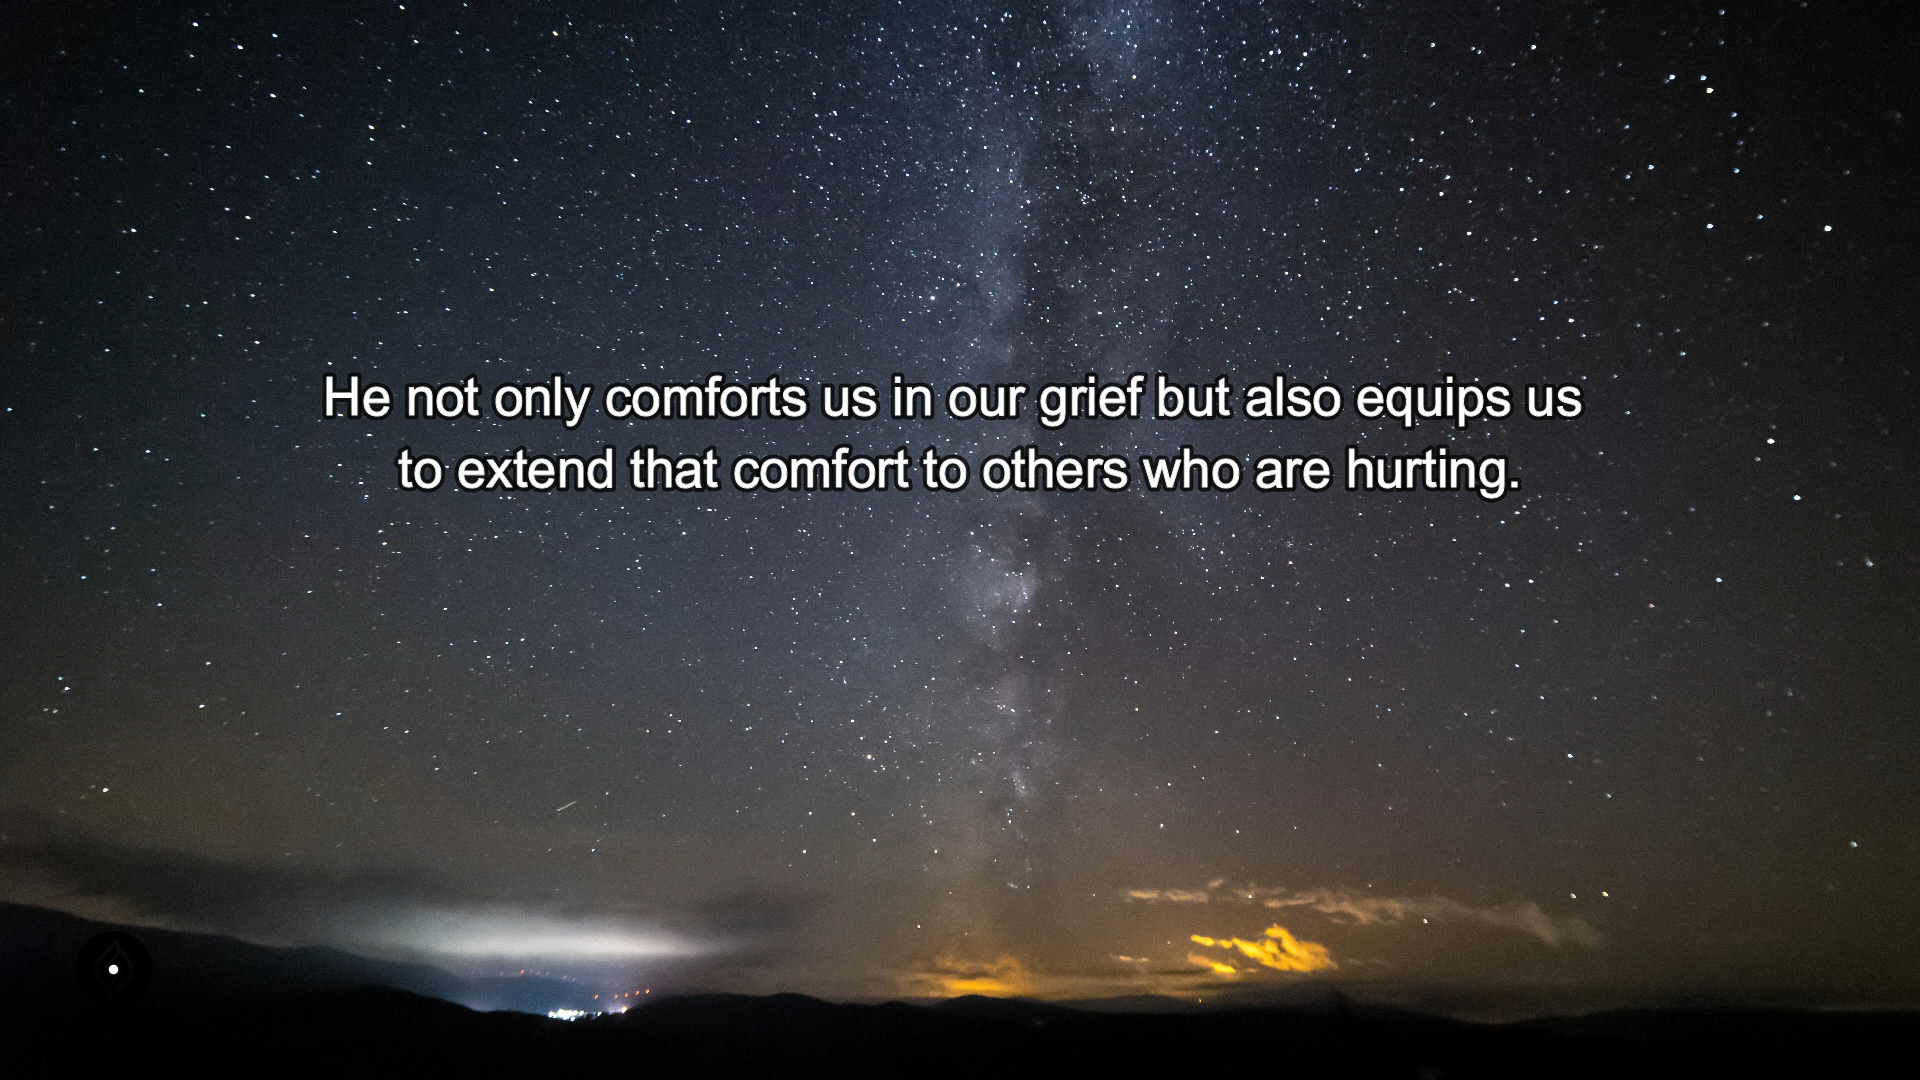 He not only comforts us in our grief but also equips us
to extend that comfort to others who are hurting.